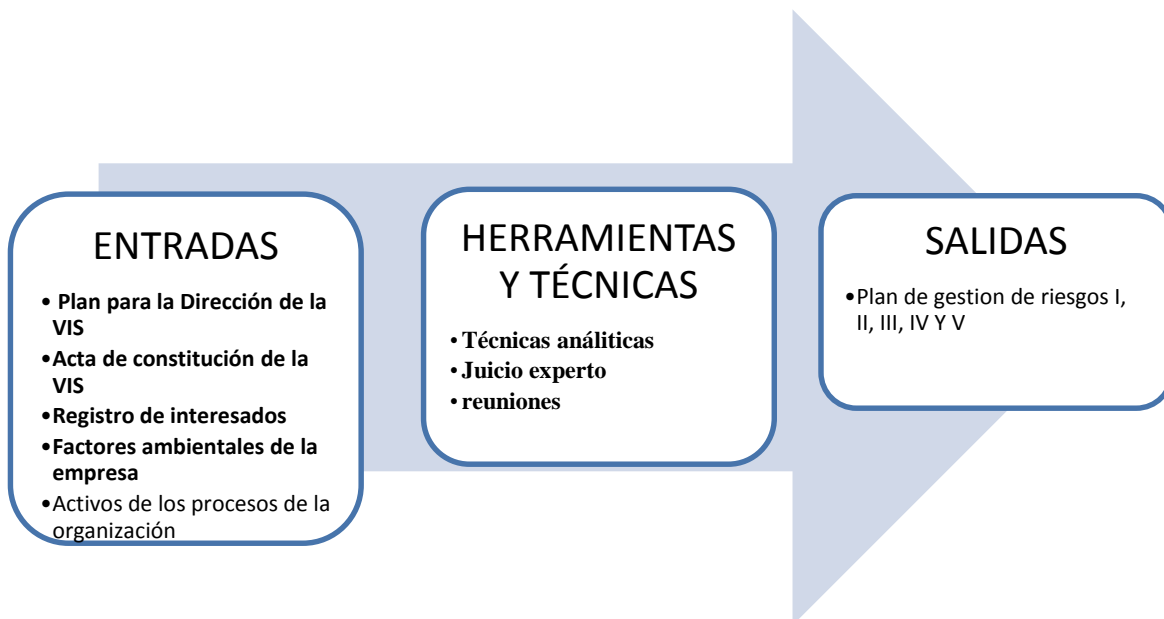 ENTRADAS
• Plan para la Dirección de la
VIS
•Acta de constitución de la
VIS
•Registro de interesados
•Factores ambientales de la
empresa
•Activos de los procesos de la
organización
HERRAMIENTAS
Y TÉCNICAS
• Técnicas análiticas
• Juicio experto
• reuniones
SALIDAS
•Plan de gestion de riesgos I,
II, III, IV Y V